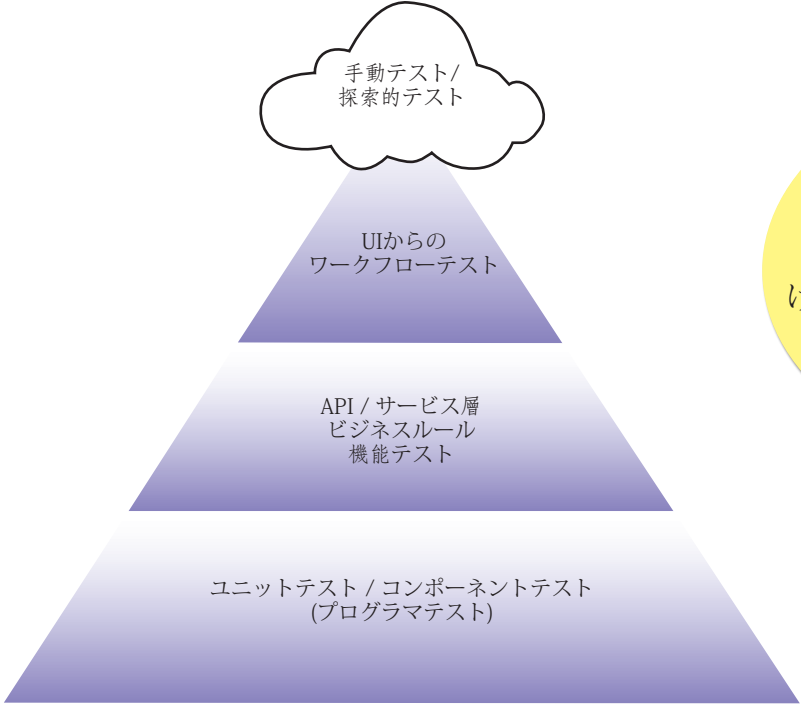 手動テスト/
探索的テスト
UIからの
ワークフローテスト
API / サービス層
ビジネスルール
機能テスト
ユニットテスト / コンポーネントテスト
(プログラマテスト)